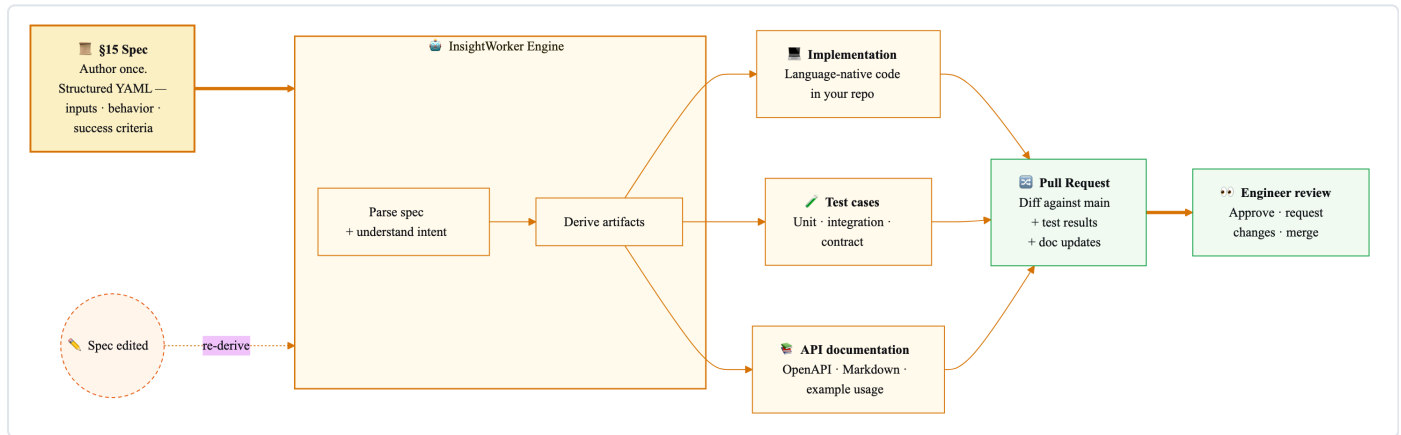 📜 §15 Spec
Author once.
Structured YAML —
inputs · behavior ·
success criteria
🤖 InsightWorker Engine
Parse spec
+ understand intent
Derive artifacts
💻 Implementation
Language-native code
in your repo
🧪 Test cases
Unit · integration ·
contract
📚 API documentation
OpenAPI · Markdown ·
example usage
🔀 Pull Request
Diff against main
+ test results
+ doc updates
👀 Engineer review
Approve · request
changes · merge
✏️ Spec edited
re-derive